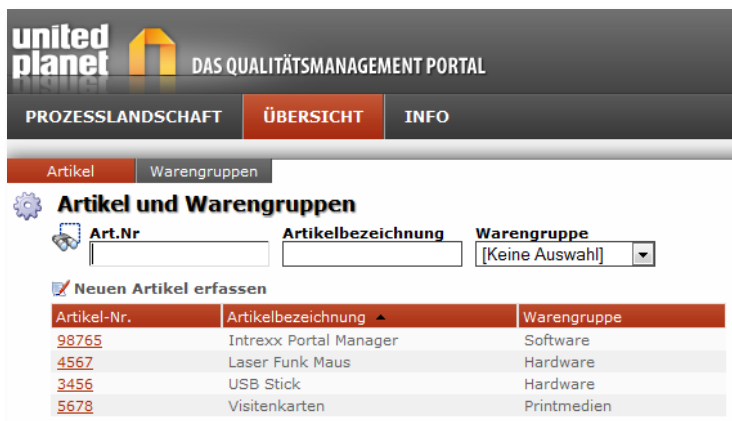 united
planet DAS QUALITÄTSMANAGEMENT PORTAL
PROZESSLANDSCHAFT ÜBERSICHT INFO
Artikel Warengruppen
Artikel und Warengruppen
Art.Nr Artikelbezeichnung Warengruppe
[Keine Auswahl]
Neuen Artikel erfassen
Artikel-Nr. Artikelbezeichnung Warengruppe
98765 Intrexx Portal Manager Software
4567 Laser Funk Maus Hardware
3456 USB Stick Hardware
5678 Visitenkarten Printmedien